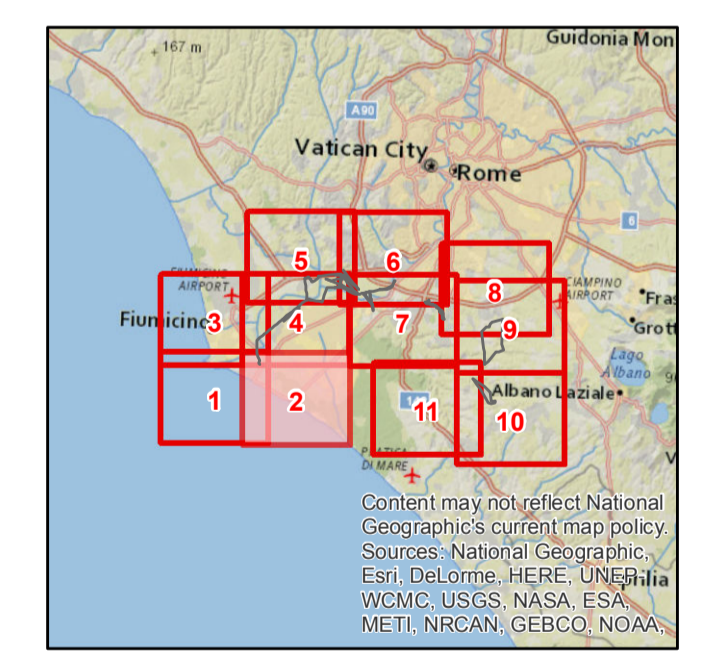 Guidonia Mon
167 m
A90
Vatican City
Rome
6
5
6
FIUMICINO
AIRPORT
8
CIAMPINO
AIRPORT
Fras
Fiumicino
3
4
7
9
Grott
Lago
Albano
1
2
11
Albano Laziale
10
PRATICA
DI MARE
V
Content may not reflect National
Geographic's current map policy.
Sources: National Geographic,
Esri, DeLorme, HERE, UNEP-
WCMC, USGS, NASA, ESA,
METI, NRCAN, GEBCO, NOAA,